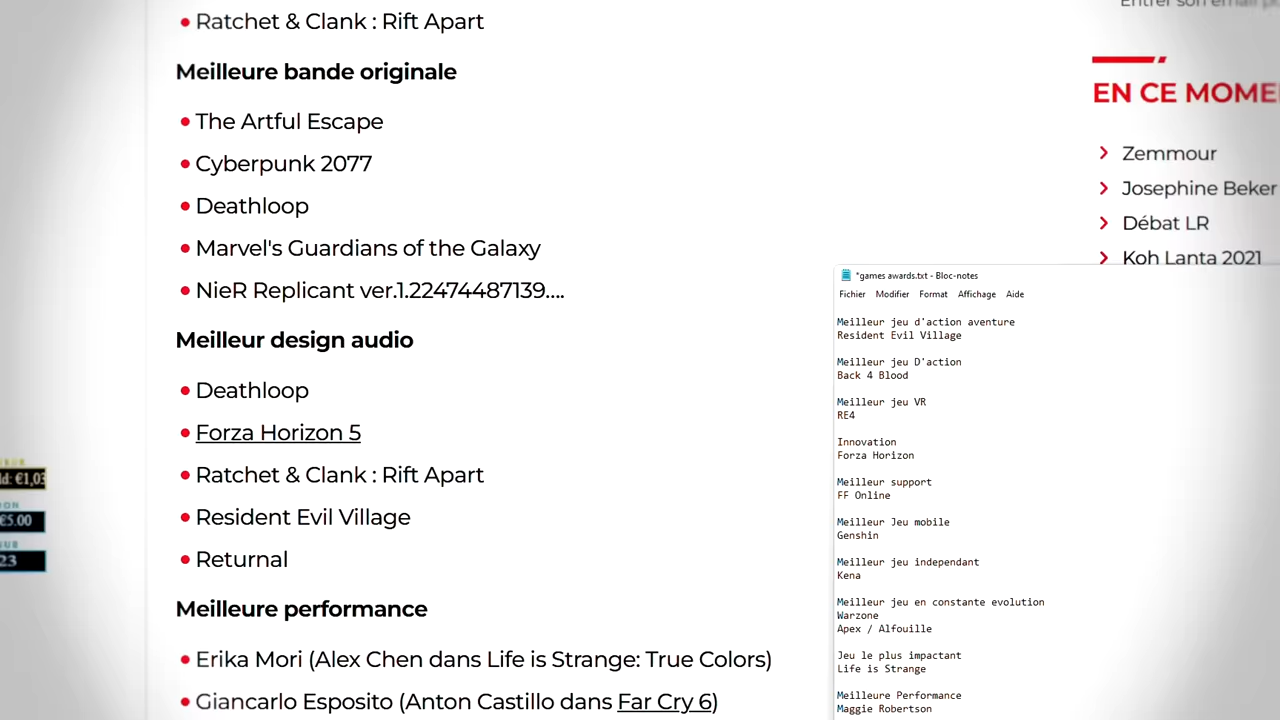 Ratchet & Clank : Rift Apart
Meilleure bande originale
The Artful Escape
Cyberpunk 2077
Deathloop
Marvel's Guardians of the Galaxy
NieR Replicant ver.1.22474487139....
Meilleur design audio
Deathloop
Forza Horizon 5
Ratchet & Clank : Rift Apart
Resident Evil Village
Returnal
Meilleure performance
Erika Mori (Alex Chen dans Life is Strange: True Colors)
Giancarlo Esposito (Anton Castillo dans Far Cry 6)
Entrer son email
EN CE MOME
Zemmour
Josephine Beker
Débat LR
Koh Lanta 2021
*games awards.txt - Bloc-notes
Fichier Modifier Format Affichage Aide
Meilleur jeu d'action aventure
Resident Evil Village
Meilleur jeu D'action
Back 4 Blood
Meilleur jeu VR
RE4
Innovation
Forza Horizon
Meilleur support
FF Online
Meilleur Jeu mobile
Genshin
Meilleur jeu independant
Kena
Meilleur jeu en constante evolution
Warzone
Apex / Alfouille
Jeu le plus impactant
Life is Strange
Meilleure Performance
Maggie Robertson
€1,03
€5.00
23